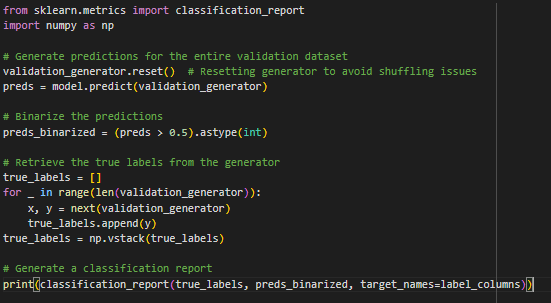 from sklearn.metrics import classification_report
import numpy as np
# Generate predictions for the entire validation dataset
validation_generator.reset()  # Resetting generator to avoid shuffling issues
preds = model.predict(validation_generator)
# Binarize the predictions
preds_binarized = (preds > 0.5).astype(int)
# Retrieve the true labels from the generator
true_labels = []
for _ in range(len(validation_generator)):
    x, y = next(validation_generator)
    true_labels.append(y)
true_labels = np.vstack(true_labels)
# Generate a classification report
print(classification_report(true_labels, preds_binarized, target_names=label_columns))